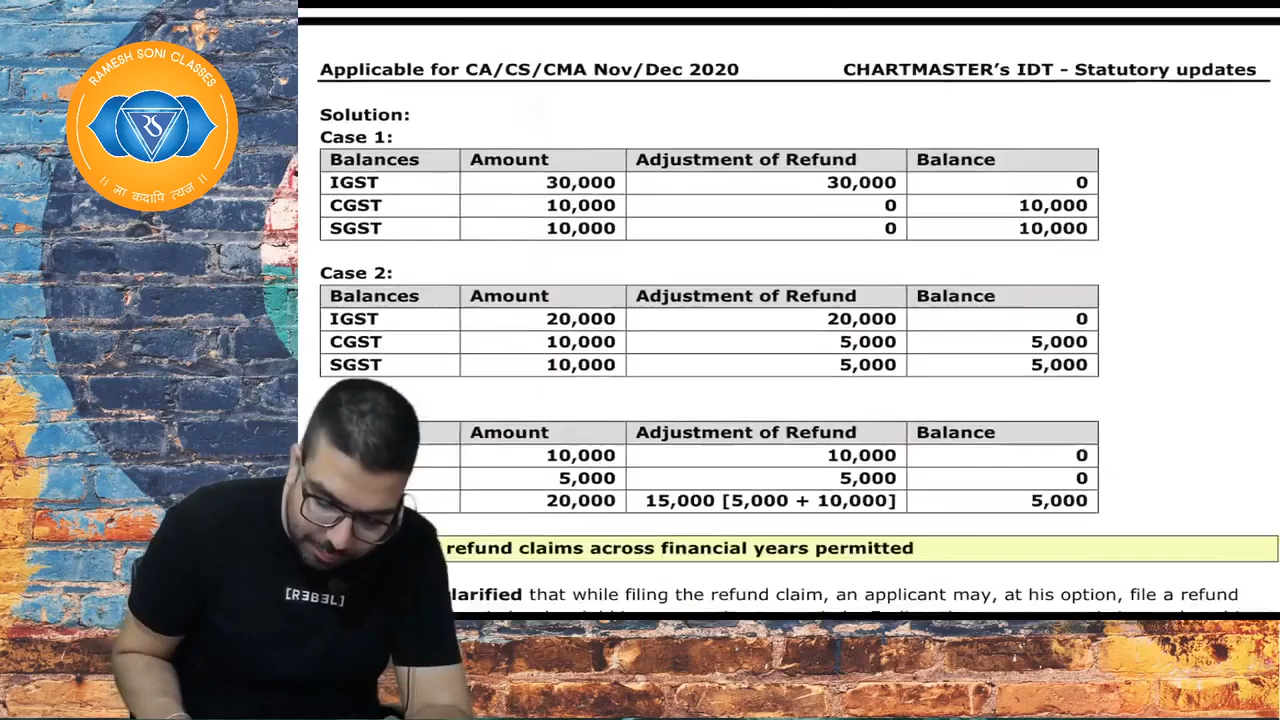 RAMESH SONI CLASSES
RS
॥ मा कदापि त्यज ॥
Applicable for CA/CS/CMA Nov/Dec 2020 CHARTMASTER's IDT - Statutory updates
Solution:
Case 1:
Balances Amount Adjustment of Refund Balance
IGST 30,000 30,000 0
CGST 10,000 0 10,000
SGST 10,000 0 10,000
Case 2:
Balances Amount Adjustment of Refund Balance
IGST 20,000 20,000 0
CGST 10,000 5,000 5,000
SGST 10,000 5,000 5,000
Amount Adjustment of Refund Balance
10,000 10,000 0
5,000 5,000 0
20,000 15,000 [5,000 + 10,000] 5,000
refund claims across financial years permitted
larified that while filing the refund claim, an applicant may, at his option, file a refund
[REBEL]